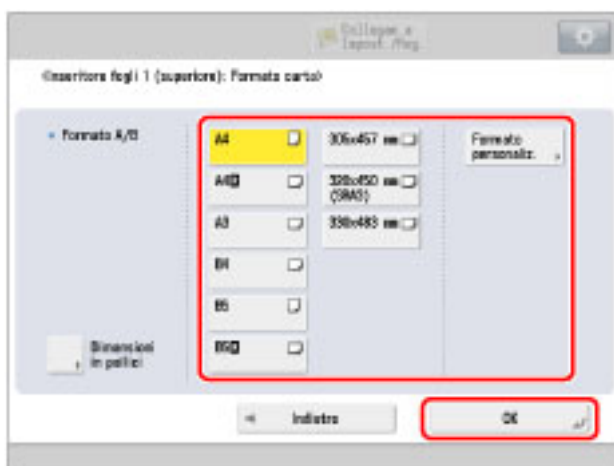 Collegam. a
layout /Mag.
<Inseritore fogli 1 (superiore): Formato carta>
Formato A/B
A4
A4R
A3
B4
B5
B5R
305x457 mm
320x450 mm
(SRA3)
330x483 mm
Formato
personaliz.
Dimensioni
in pollici
Indietro
OK